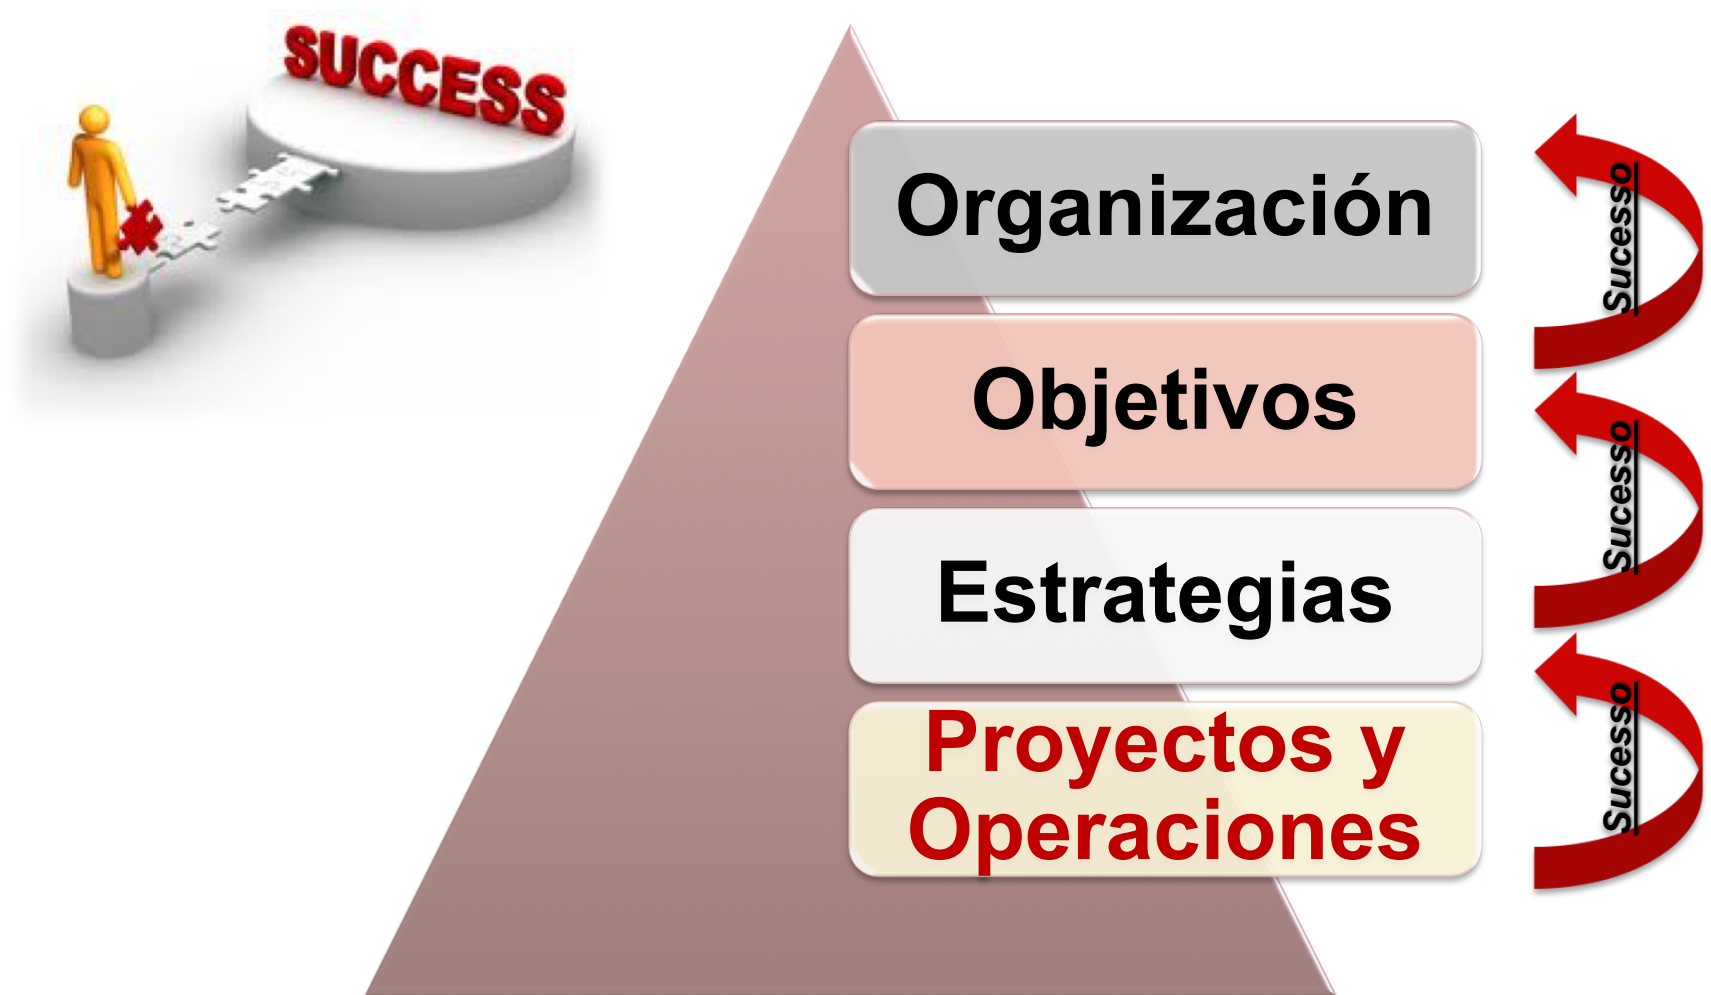 SUCCESS
Organización
Sucesso
Objetivos
Sucesso
Estrategias
Proyectos y
Operaciones
Sucesso